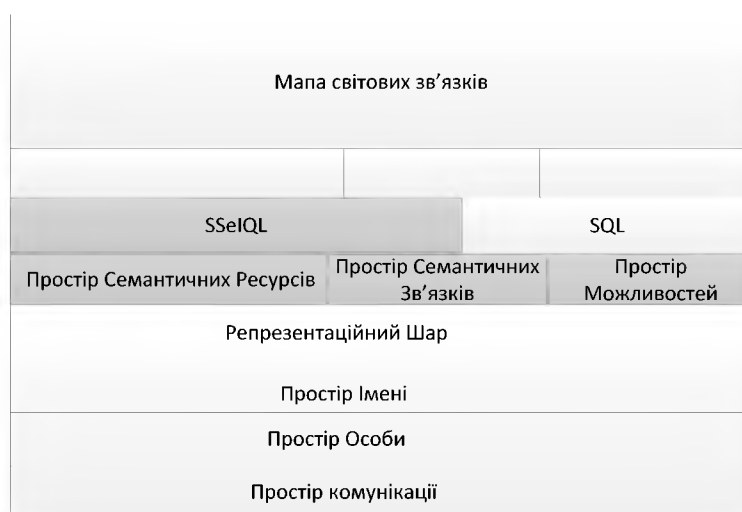 Мапа світових зв’язків
SSeIQL SQL
Простір Семантичних Ресурсів Простір Семантичних Зв’язків Простір Можливостей
Репрезентаційний Шар
Простір Імені
Простір Особи
Простір комунікації